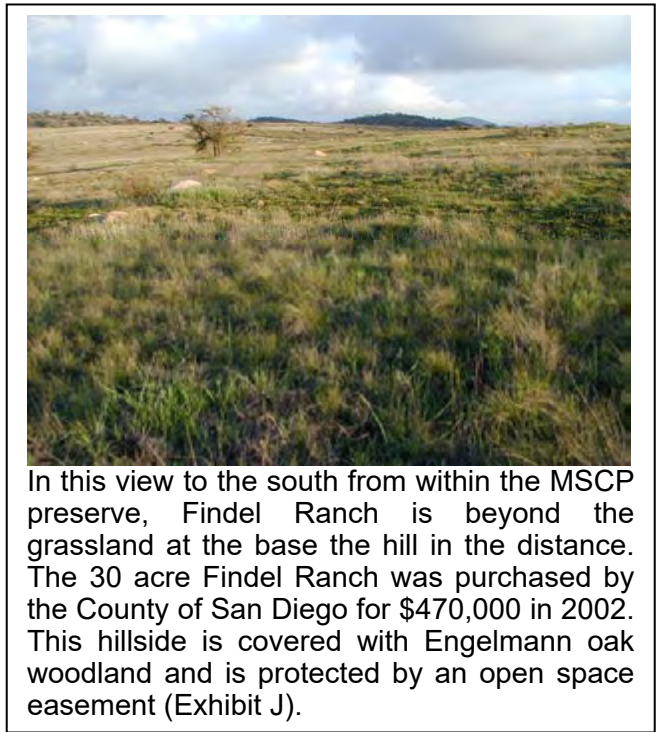 In this view to the south from within the MSCP
preserve, Findel Ranch is beyond the
grassland at the base the hill in the distance.
The 30 acre Findel Ranch was purchased by
the County of San Diego for $470,000 in 2002.
This hillside is covered with Engelmann oak
woodland and is protected by an open space
easement (Exhibit J).